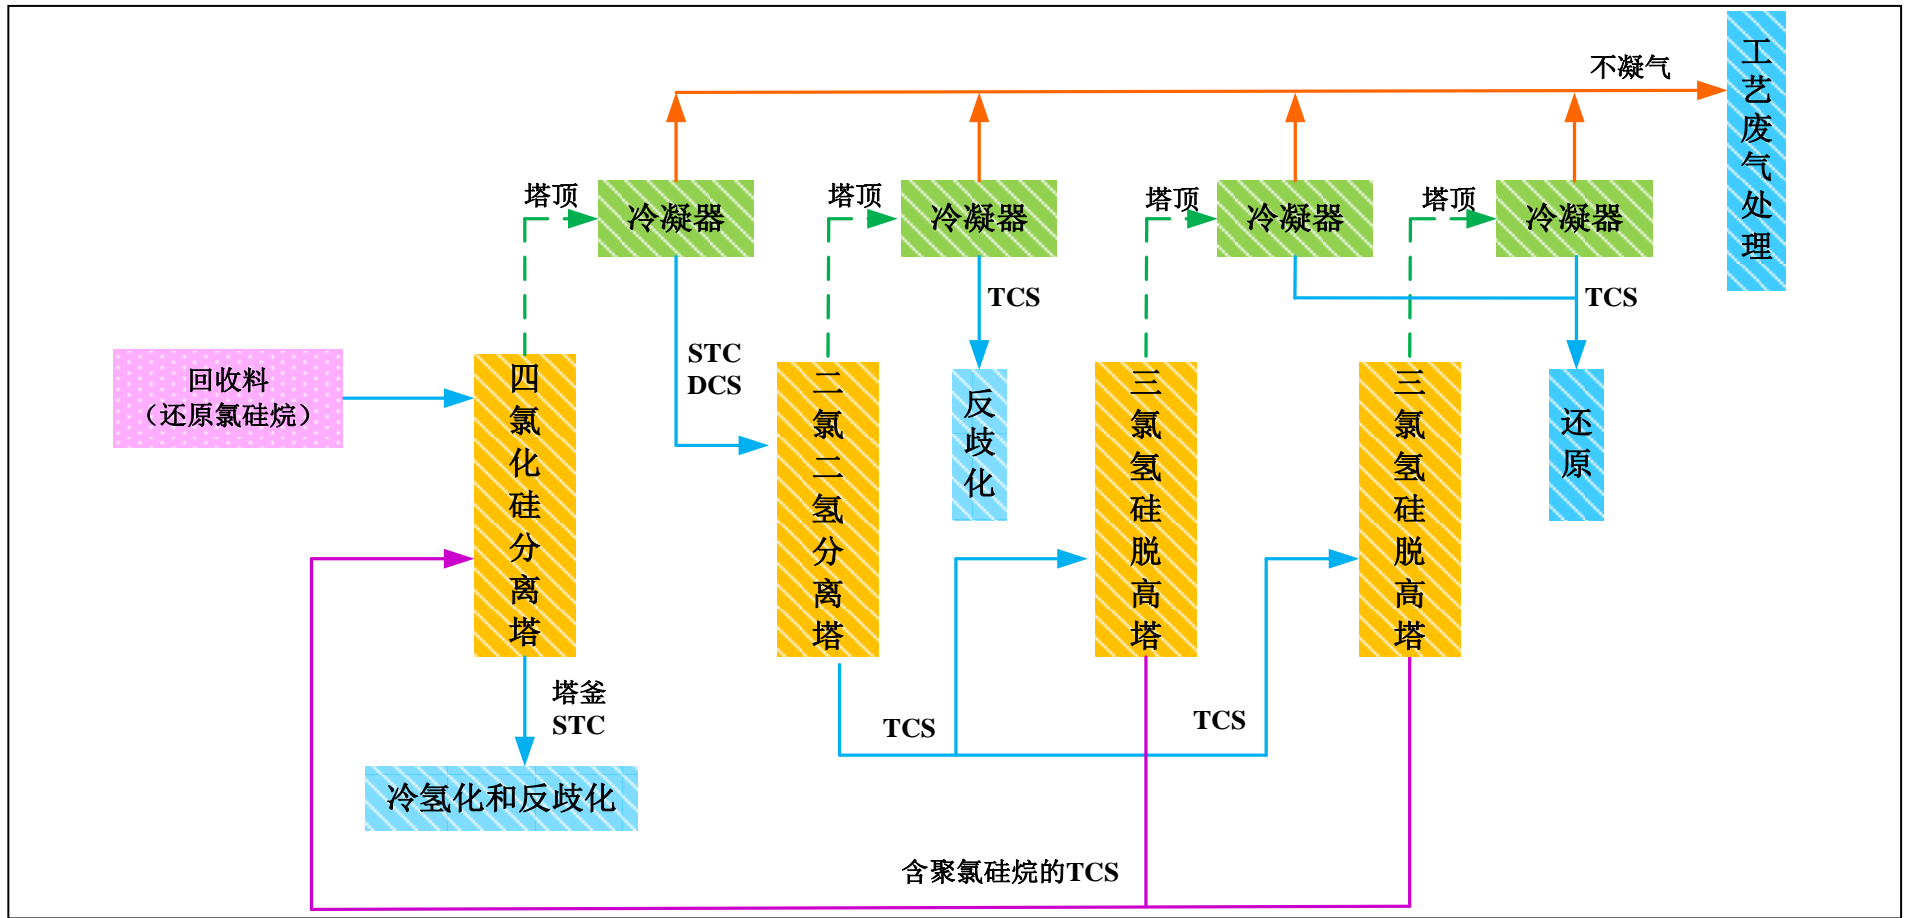 不凝气
工艺废气处理
塔顶
冷凝器
塔顶
冷凝器
塔顶
冷凝器
塔顶
冷凝器
TCS
TCS
STC
DCS
回收料
（还原氯硅烷）
四氯化硅分离塔
二氯二氢分离塔
反歧化
三氯氢硅脱高塔
三氯氢硅脱高塔
还原
塔釜
STC
TCS
TCS
冷氢化和反歧化
含聚氯硅烷的TCS